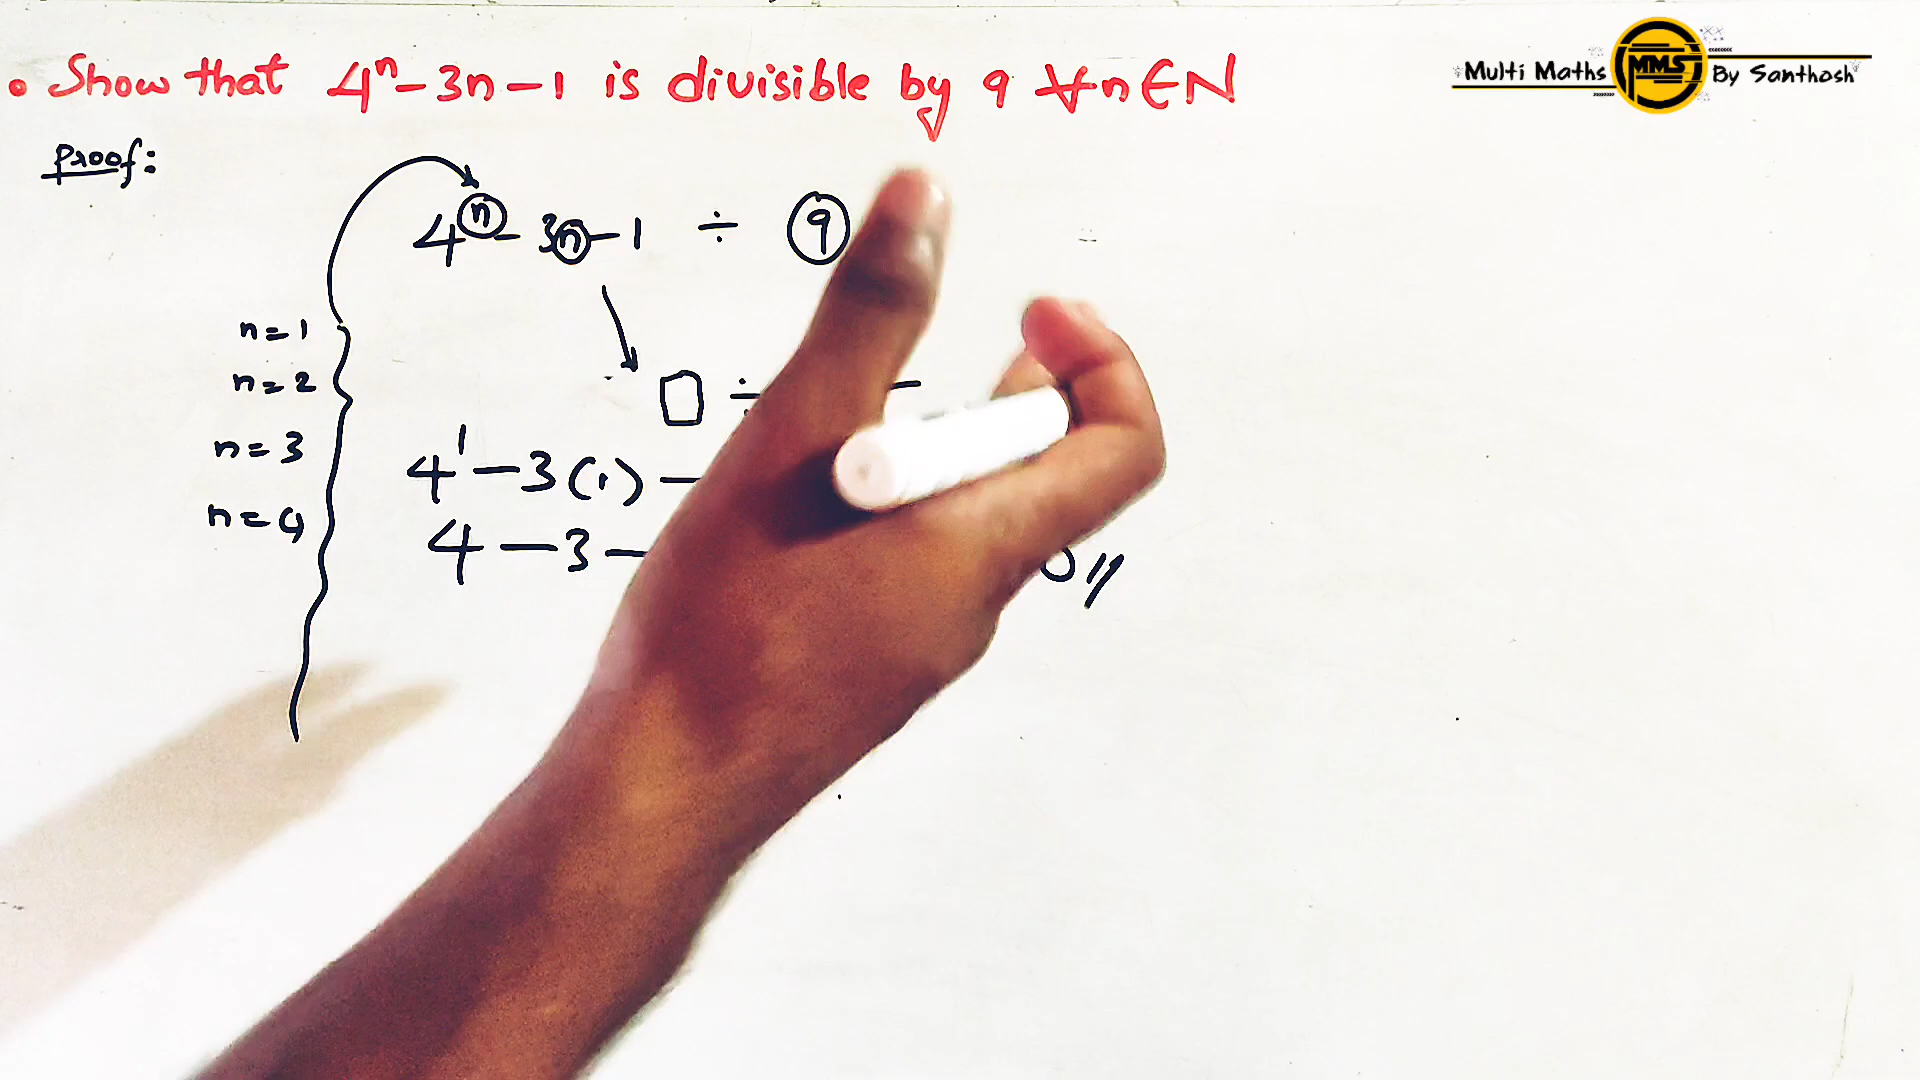 • Show that 4ⁿ-3n-1 is divisible by 9 ∀n∈N
Multi Maths MMS By Santhosh
Proof:
4ⁿ-3n-1 ÷ 9
n=1
n=2
□ ÷
n=3
4¹-3(1)-
n=4
4-3- 0//